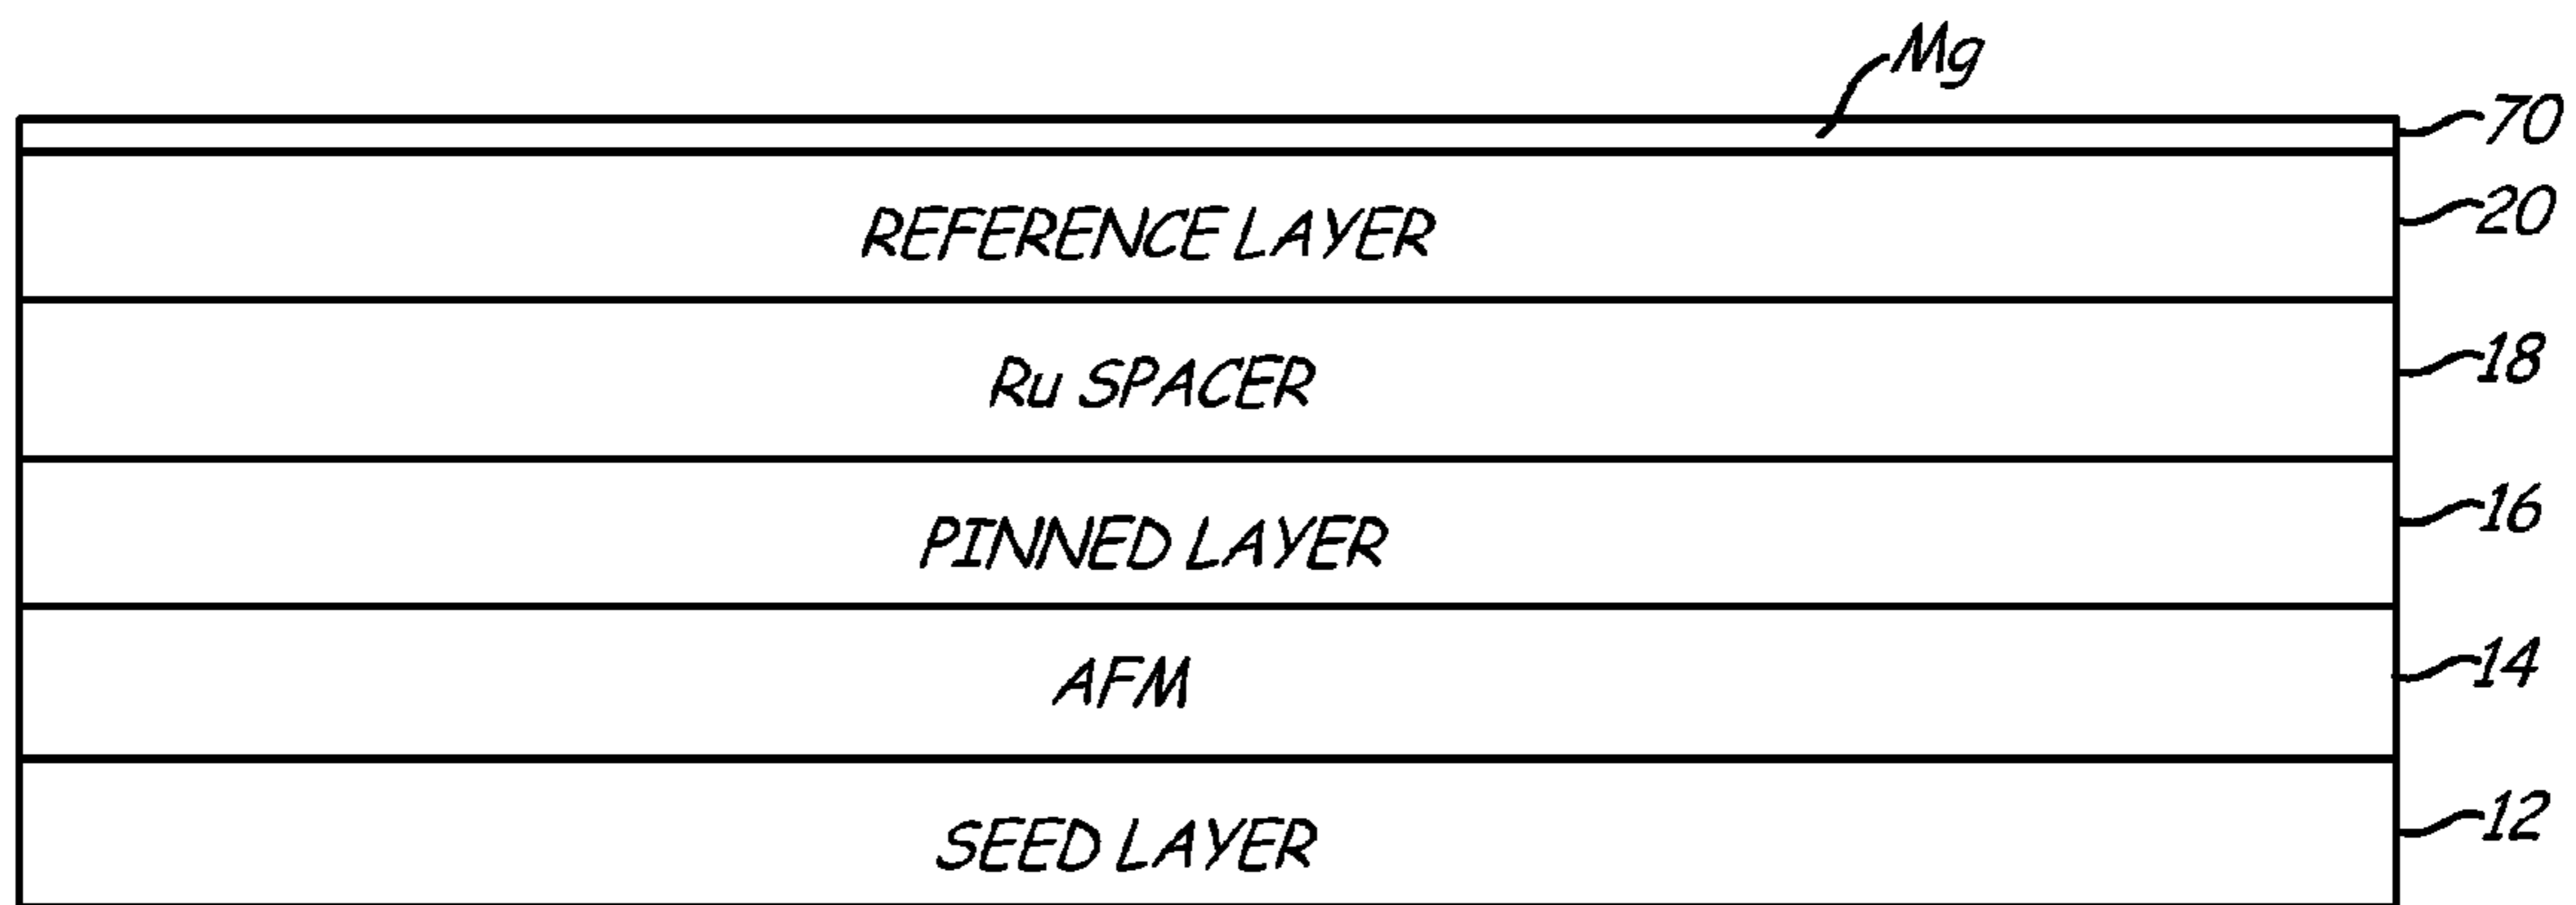 Mg
70
REFERENCE LAYER 20
Ru SPACER 18
PINNED LAYER 16
AFM 14
SEED LAYER 12